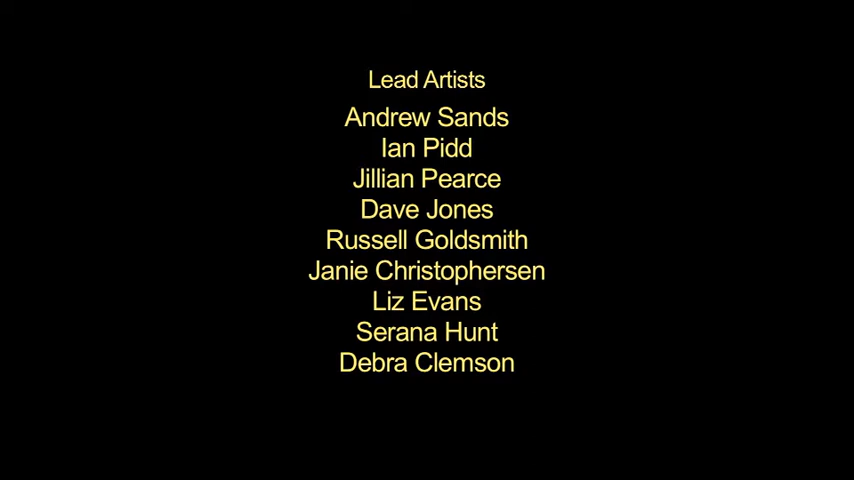 Lead Artists
Andrew Sands
Ian Pidd
Jillian Pearce
Dave Jones
Russell Goldsmith
Janie Christophersen
Liz Evans
Serana Hunt
Debra Clemson